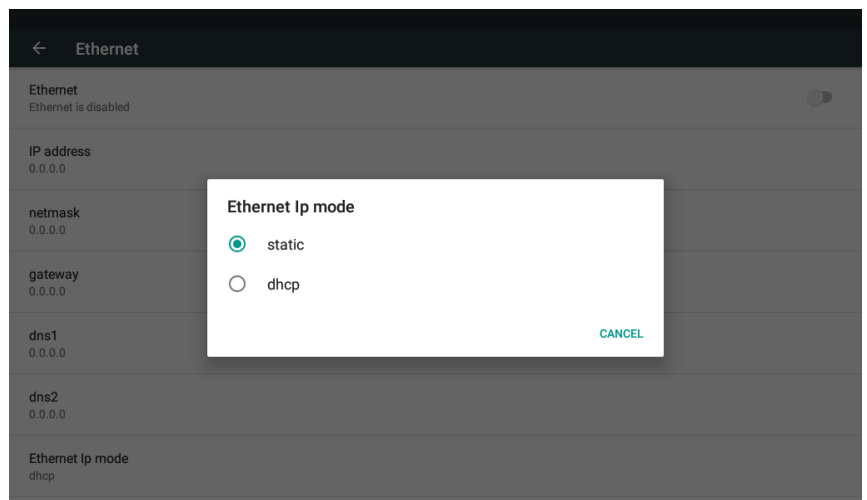 Ethernet
Ethernet
Ethernet is disabled
IP address
0.0.0.0
netmask
0.0.0.0
gateway
0.0.0.0
dns1
0.0.0.0
dns2
0.0.0.0
Ethernet Ip mode
dhcp
Ethernet Ip mode
static
dhcp
CANCEL